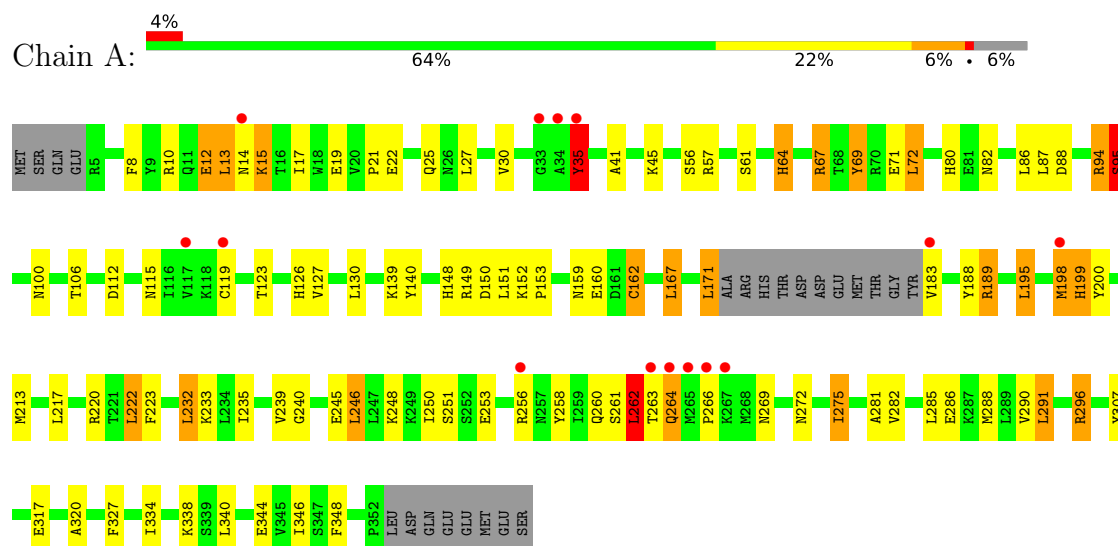 4%
Chain A:
64% 22% 6% • 6%
MET SER GLN GLU R5 F8 Y9 R10 Q11 E12 L13 N14 K15 T16 I17 W18 E19 V20 P21 E22 Q25 N26 L27 V30 G33 A34 Y35 A41 K45 S56 R57 S61 H64 R67 T68 Y69 R70 E71 L72 H80 E81 N82 L86 L87 D88 R94
N100 T106 D112 N115 I116 V117 K118 C119 T123 H126 V127 L130 K139 Y140 H148 R149 D150 L151 K152 P153 N159 E160 D161 C162 L167 L171 ALA ARG HIS THR ASP ASP GLU MET THR GLY TYR V183 Y188 R189 L195 M198 H199 Y200
M213 L217 R220 T221 L222 F223 L232 K233 L234 I235 V239 G240 E245 L246 L247 K248 K249 I250 S251 S252 E253 R256 N257 Y258 I259 Q260 S261 L262 T263 Q264 M265 P266 K267 M268 N269 N272 I275 A281 V282 L285 E286 K287 M288 L289 V290 L291 R296
E317 A320 F327 I334 K338 S339 L340 E344 V345 I346 S347 F348 P352 LEU ASP GLN GLU GLU MET GLU SER